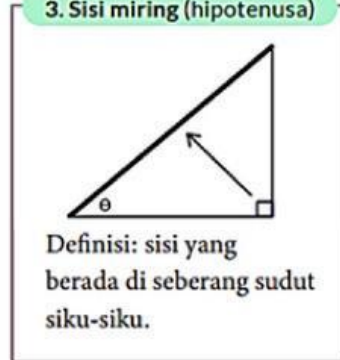 3. Sisi miring (hipotenusa)
θ
Definisi: sisi yang
berada di seberang sudut
siku-siku.